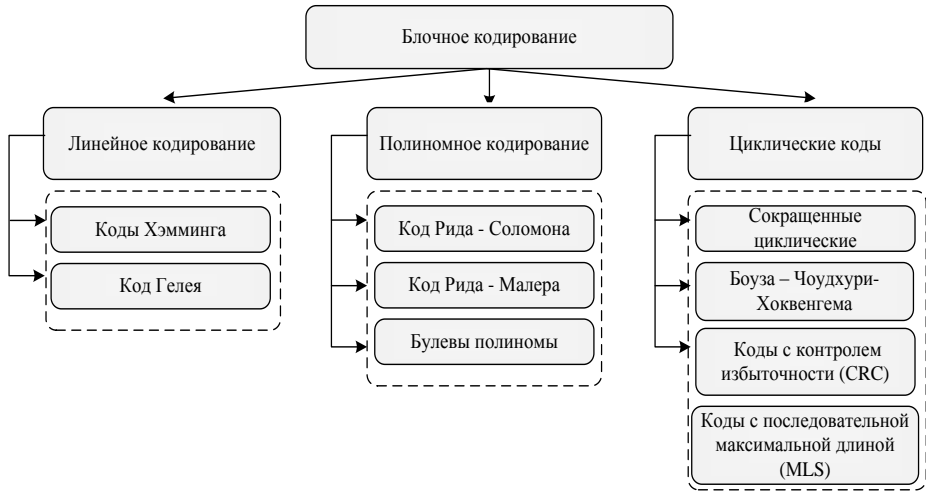 Блочное кодирование
Линейное кодирование
Коды Хэмминга
Код Гелея
Полиномное кодирование
Код Рида - Соломона
Код Рида - Малера
Булевы полиномы
Циклические коды
Сокращенные
циклические
Боуза – Чоудхури-
Хоквенгема
Коды с контролем
избыточности (CRC)
Коды с последовательной
максимальной длиной
(MLS)